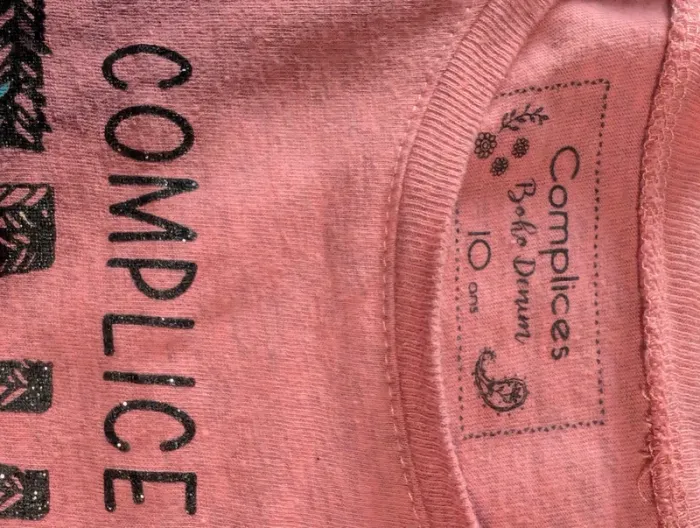 Complices
Boho Denim
10 ans
COMPLICE